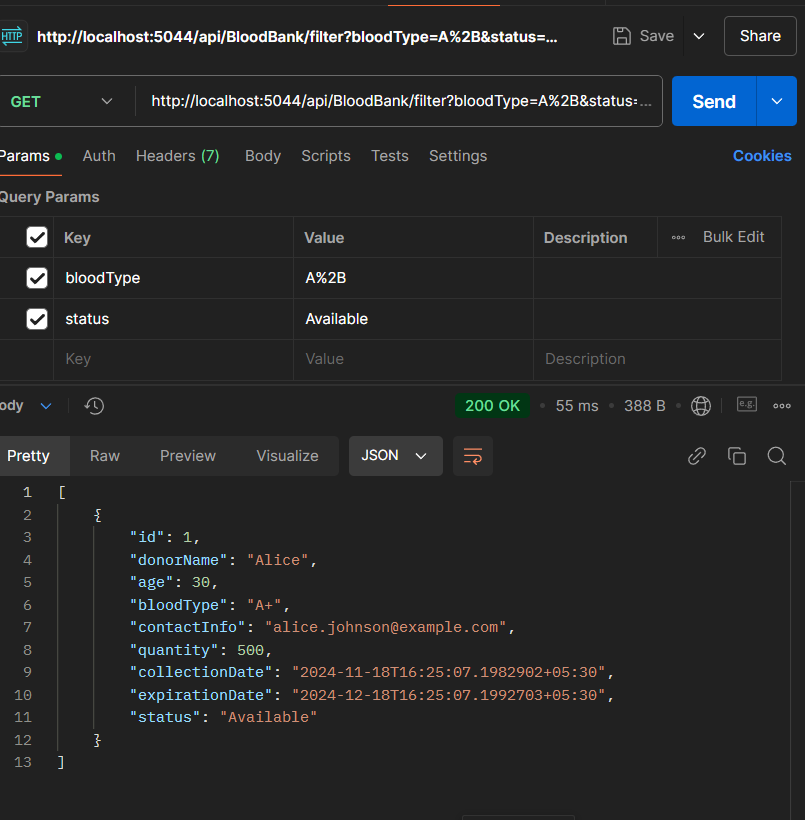 HTTP http://localhost:5044/api/BloodBank/filter?bloodType=A%2B&status=... Save Share
GET http://localhost:5044/api/BloodBank/filter?bloodType=A%2B&status=... Send
Params Auth Headers (7) Body Scripts Tests Settings Cookies
Query Params
Key Value Description Bulk Edit
bloodType A%2B
status Available
Key Value Description
ody 200 OK 55 ms 388 B e.g.
Pretty Raw Preview Visualize JSON
1 [
2 {
3 "id": 1,
4 "donorName": "Alice",
5 "age": 30,
6 "bloodType": "A+",
7 "contactInfo": "alice.johnson@example.com",
8 "quantity": 500,
9 "collectionDate": "2024-11-18T16:25:07.1982902+05:30",
10 "expirationDate": "2024-12-18T16:25:07.1992703+05:30",
11 "status": "Available"
12 }
13 ]